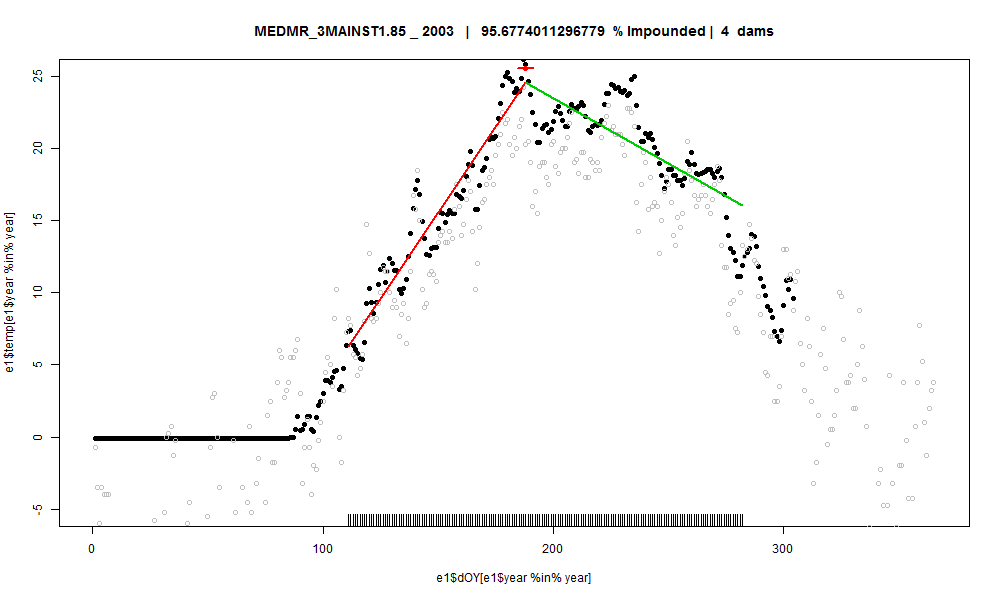 MEDMR_3MAINST1.85 _ 2003 | 95.6774011296779 % Impounded | 4 dams
25
20
15
10
5
0
-5
e1$temp[e1$year %in% year]
0 100 200 300
e1$dOY[e1$year %in% year]